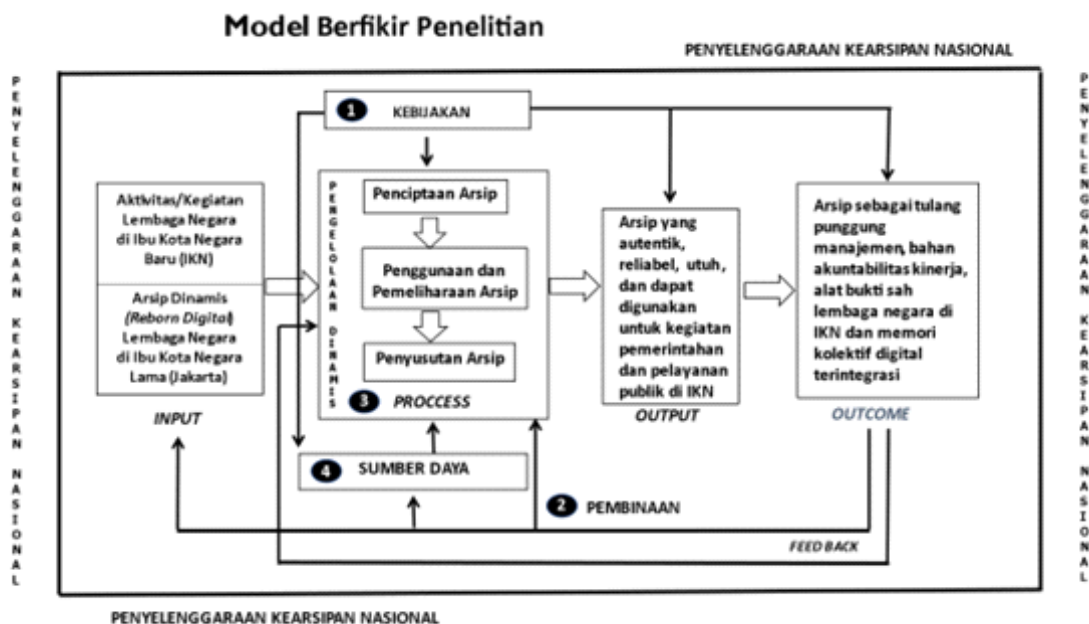 Model Berfikir Penelitian
PENYELENGGARAAN KEARSIPAN NASIONAL
PENYELENGGARAAN KEARSIPAN NASIONAL
1 KEBIJAKAN
Aktivitas/Kegiatan
Lembaga Negara
di Ibu Kota Negara
Baru (IKN)
Arsip Dinamis
(Reborn Digital)
Lembaga Negara
di Ibu Kota Negara
Lama (Jakarta)
INPUT
PENGELOLAAN DINAMIS
Penciptaan Arsip
Penggunaan dan
Pemeliharaan Arsip
Penyusutan Arsip
3 PROCCESS
4 SUMBER DAYA
Arsip yang
autentik,
reliabel, utuh,
dan dapat
digunakan
untuk kegiatan
pemerintahan
dan pelayanan
publik di IKN
OUTPUT
Arsip sebagai tulang
punggung
manajemen, bahan
akuntabilitas kinerja,
alat bukti sah
lembaga negara di
IKN dan memori
kolektif digital
terintegrasi
OUTCOME
2 PEMBINAAN
FEED BACK
PENYELENGGARAAN KEARSIPAN NASIONAL
PENYELENGGARAAN KEARSIPAN NASIONAL